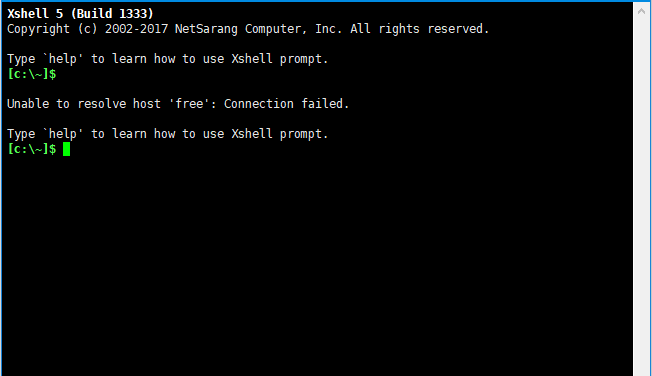 Xshell 5 (Build 1333)
Copyright (c) 2002-2017 NetSarang Computer, Inc. All rights reserved.
Type `help' to learn how to use Xshell prompt.
[c:\~]$
Unable to resolve host 'free': Connection failed.
Type `help' to learn how to use Xshell prompt.
[c:\~]$